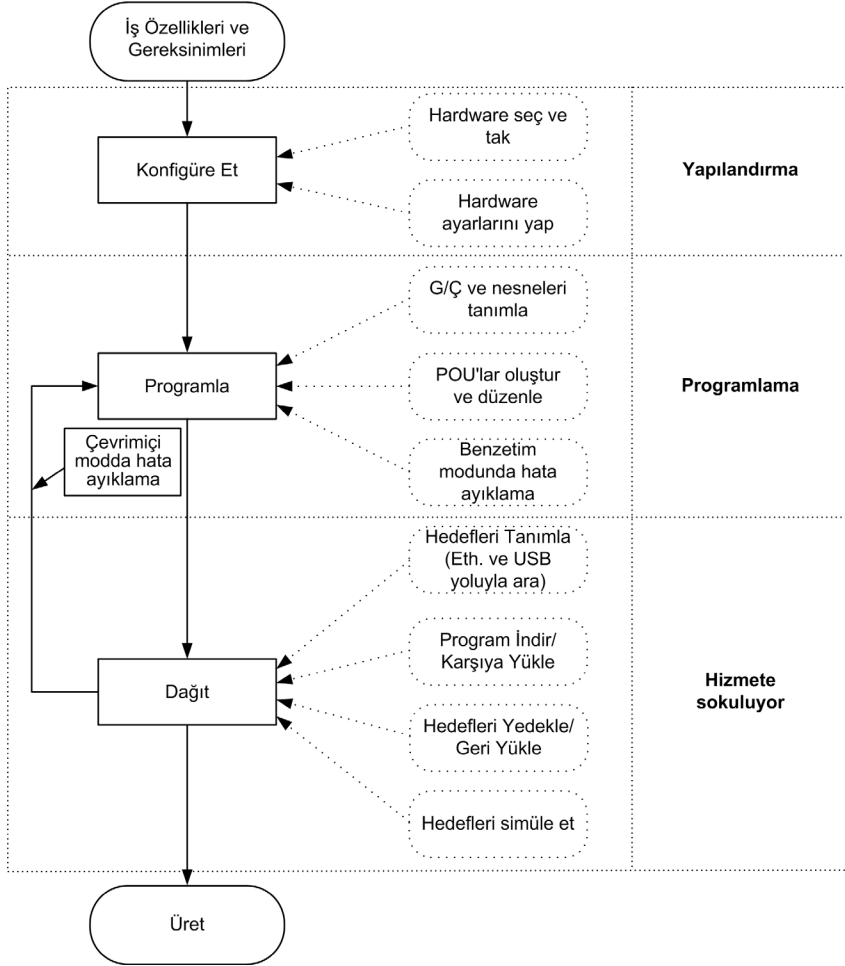 İş Özellikleri ve
Gereksinimleri
Hardware seç ve
tak
Konfigüre Et
Yapılandırma
Hardware
ayarlarını yap
G/Ç ve nesneleri
tanımla
Programla
POU'lar oluştur
ve düzenle
Programlama
Çevrimiçi
modda hata
ayıklama
Benzetim
modunda hata
ayıklama
Hedefleri Tanımla
(Eth. ve USB
yoluyla ara)
Program İndir/
Karşıya Yükle
Dağıt
Hizmete
sokuluyor
Hedefleri Yedekle/
Geri Yükle
Hedefleri simüle et
Üret